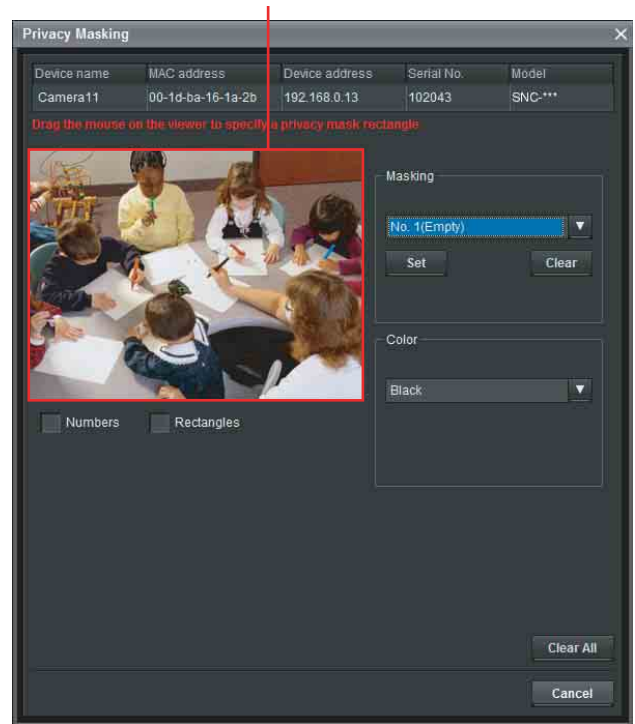 Privacy Masking
Device name MAC address Device address Serial No. Model
Camera11 00-1d-ba-16-1a-2b 192.168.0.13 102043 SNC-***
Drag the mouse on the viewer to specify a privacy mask rectangle
Masking
No. 1(Empty)
Set Clear
Color
Black
Numbers Rectangles
Clear All
Cancel